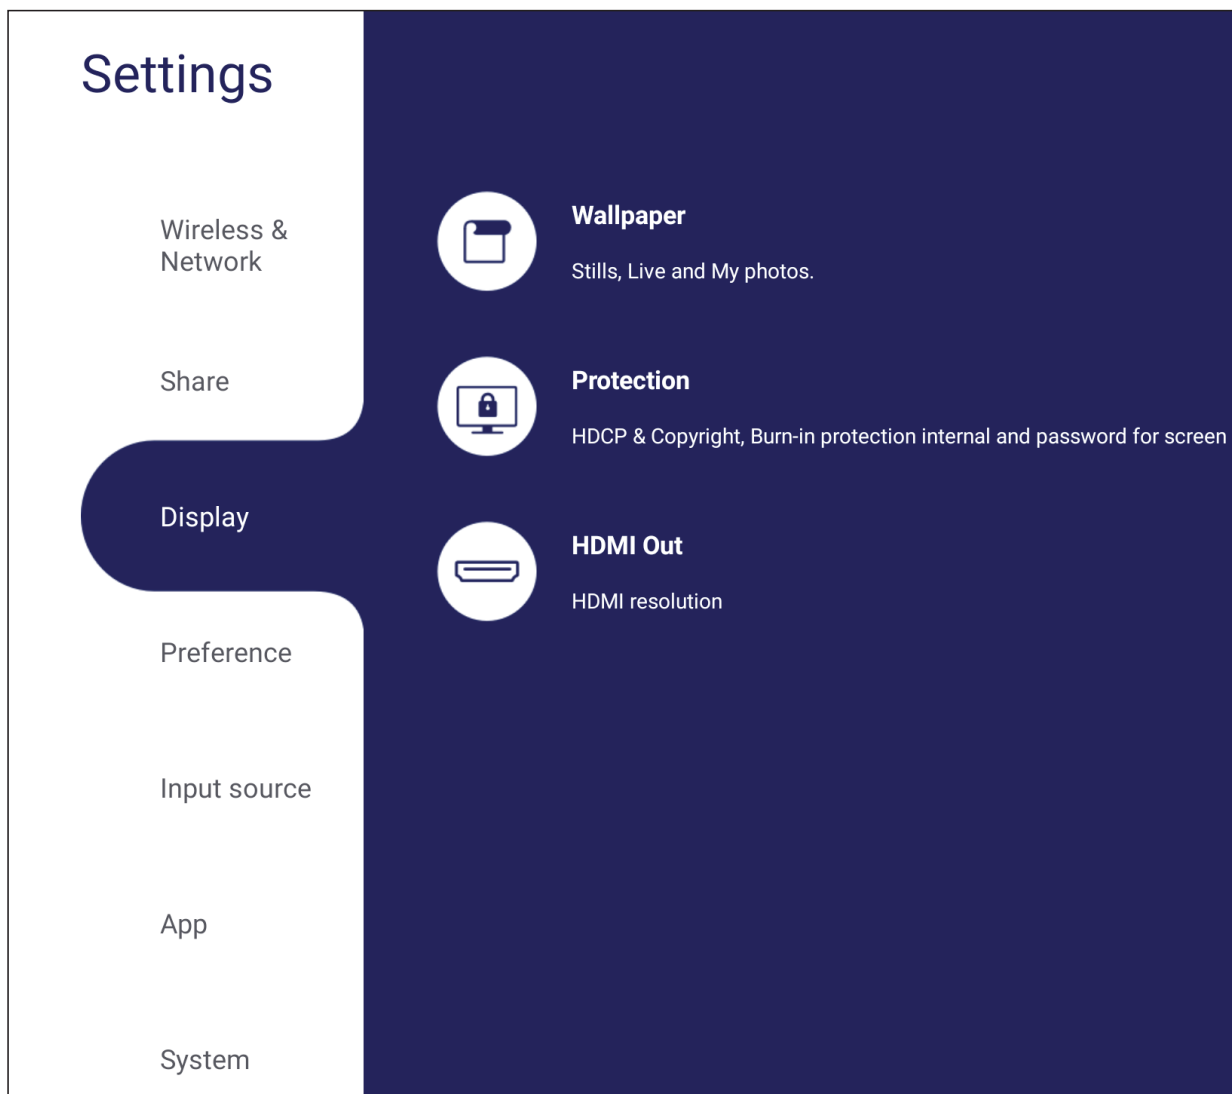 Settings
Wireless &
Network
Share
Display
Preference
Input source
App
System
Wallpaper
Stills, Live and My photos.
Protection
HDCP & Copyright, Burn-in protection internal and password for screen
HDMI Out
HDMI resolution